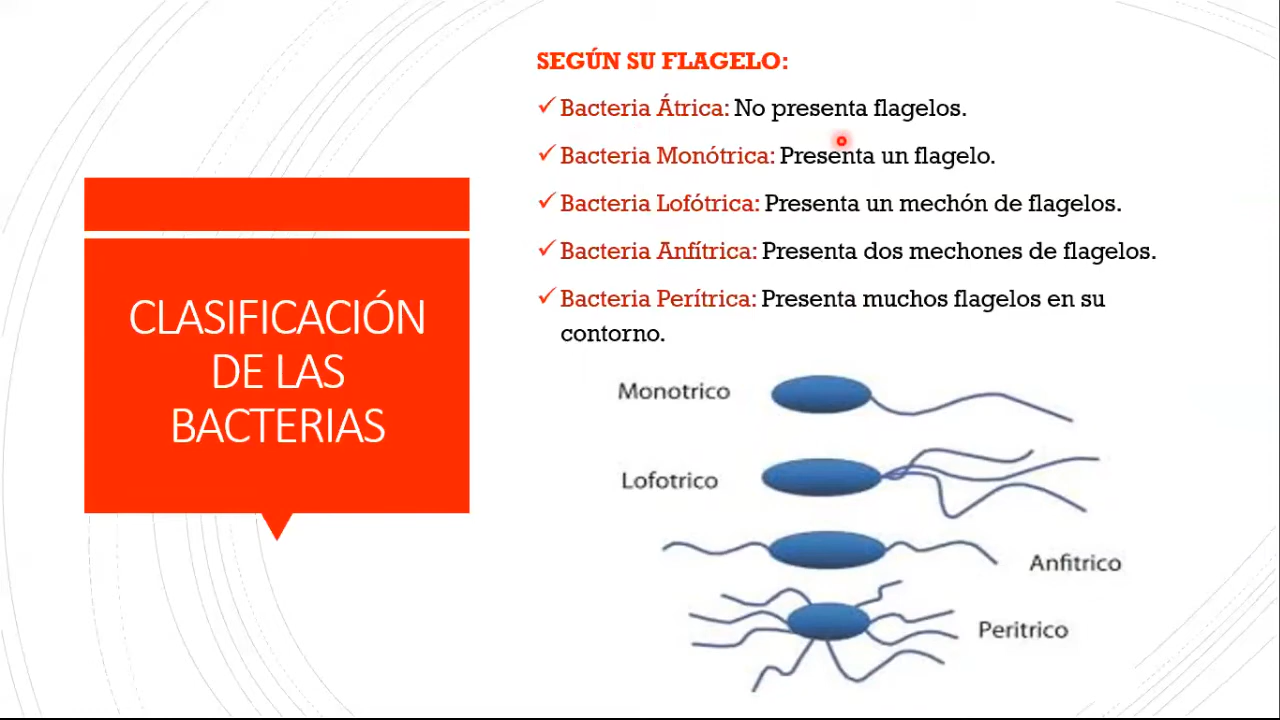 CLASIFICACIÓN
DE LAS
BACTERIAS
SEGÚN SU FLAGELO:
Bacteria Átrica: No presenta flagelos.
Bacteria Monótrica: Presenta un flagelo.
Bacteria Lofótrica: Presenta un mechón de flagelos.
Bacteria Anfítrica: Presenta dos mechones de flagelos.
Bacteria Perítrica: Presenta muchos flagelos en su
contorno.
Monotrico
Lofotrico
Anfitrico
Peritrico